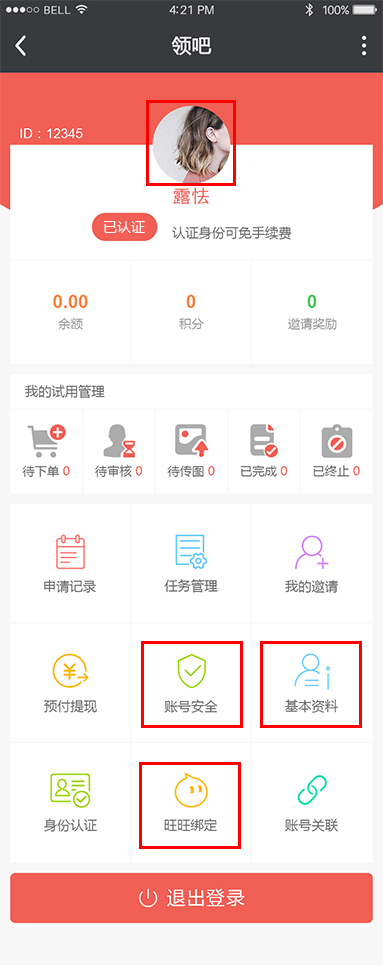 BELL 4:21 PM 100%
领吧
ID：12345
露怯
已认证 认证身份可免手续费
0.00 0 0
余额 积分 邀请奖励
我的试用管理
待下单 0 待审核 0 待传图 0 已完成 0 已终止 0
申请记录 任务管理 我的邀请
预付提现 账号安全 基本资料
身份认证 旺旺绑定 账号关联
退出登录